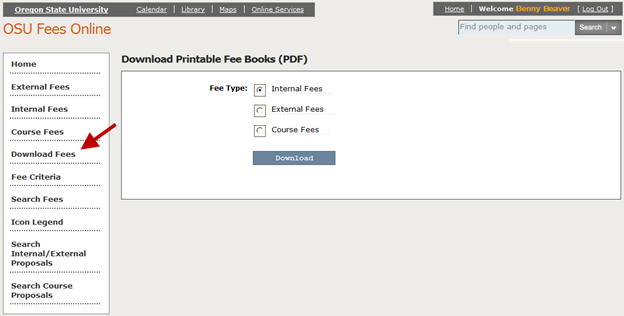 Oregon State University Calendar | Library | Maps | Online Services
Home | Welcome Benny Beaver [ Log Out ]
OSU Fees Online
Find people and pages Search
Home
External Fees
Internal Fees
Course Fees
Download Fees
Fee Criteria
Search Fees
Icon Legend
Search
Internal/External
Proposals
Search Course
Proposals
Download Printable Fee Books (PDF)
Fee Type: Internal Fees
External Fees
Course Fees
Download